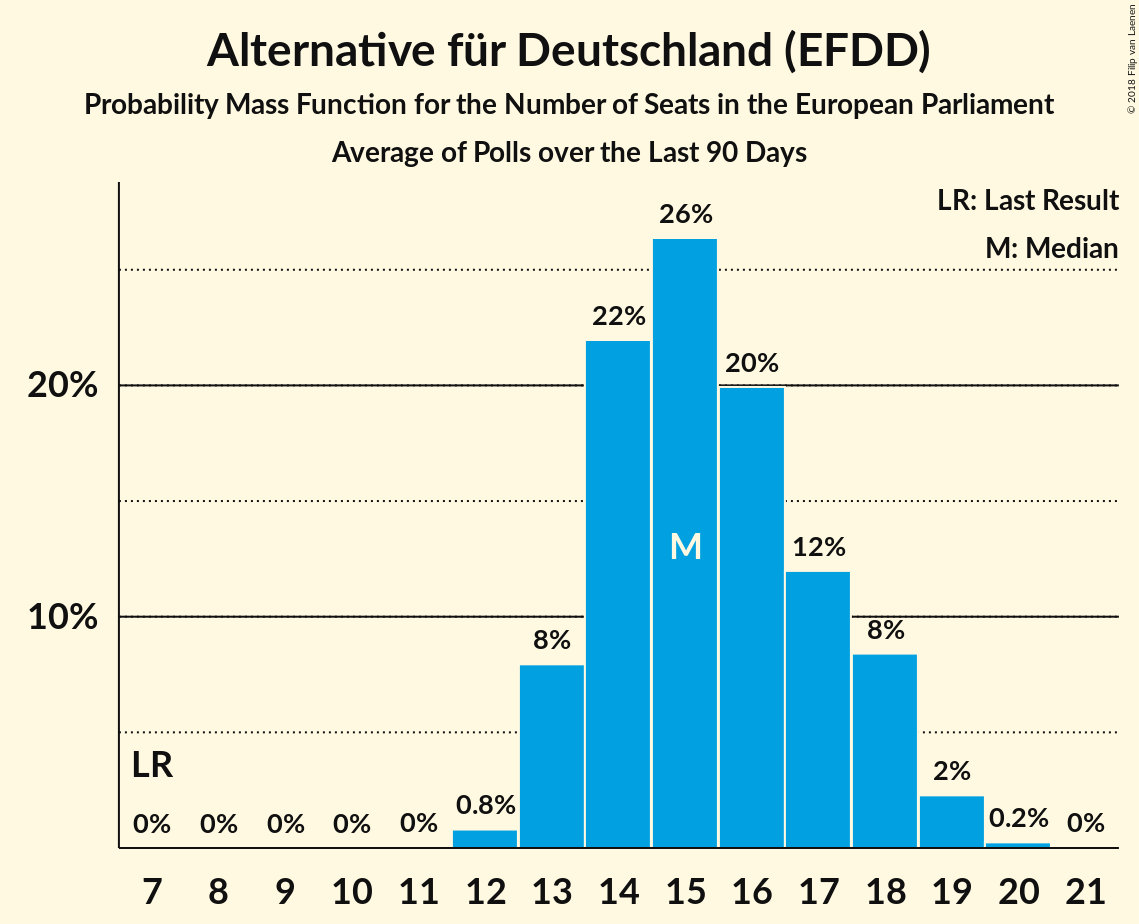 Alternative für Deutschland (EFDD)
Probability Mass Function for the Number of Seats in the European Parliament
Average of Polls over the Last 90 Days
© 2018 Filip van Laenen
LR: Last Result
M: Median
26%
22%
20%
20%
M
12%
10%
8%
8%
LR
2%
0% 0% 0% 0% 0% 0.8% 0.2% 0%
7 8 9 10 11 12 13 14 15 16 17 18 19 20 21